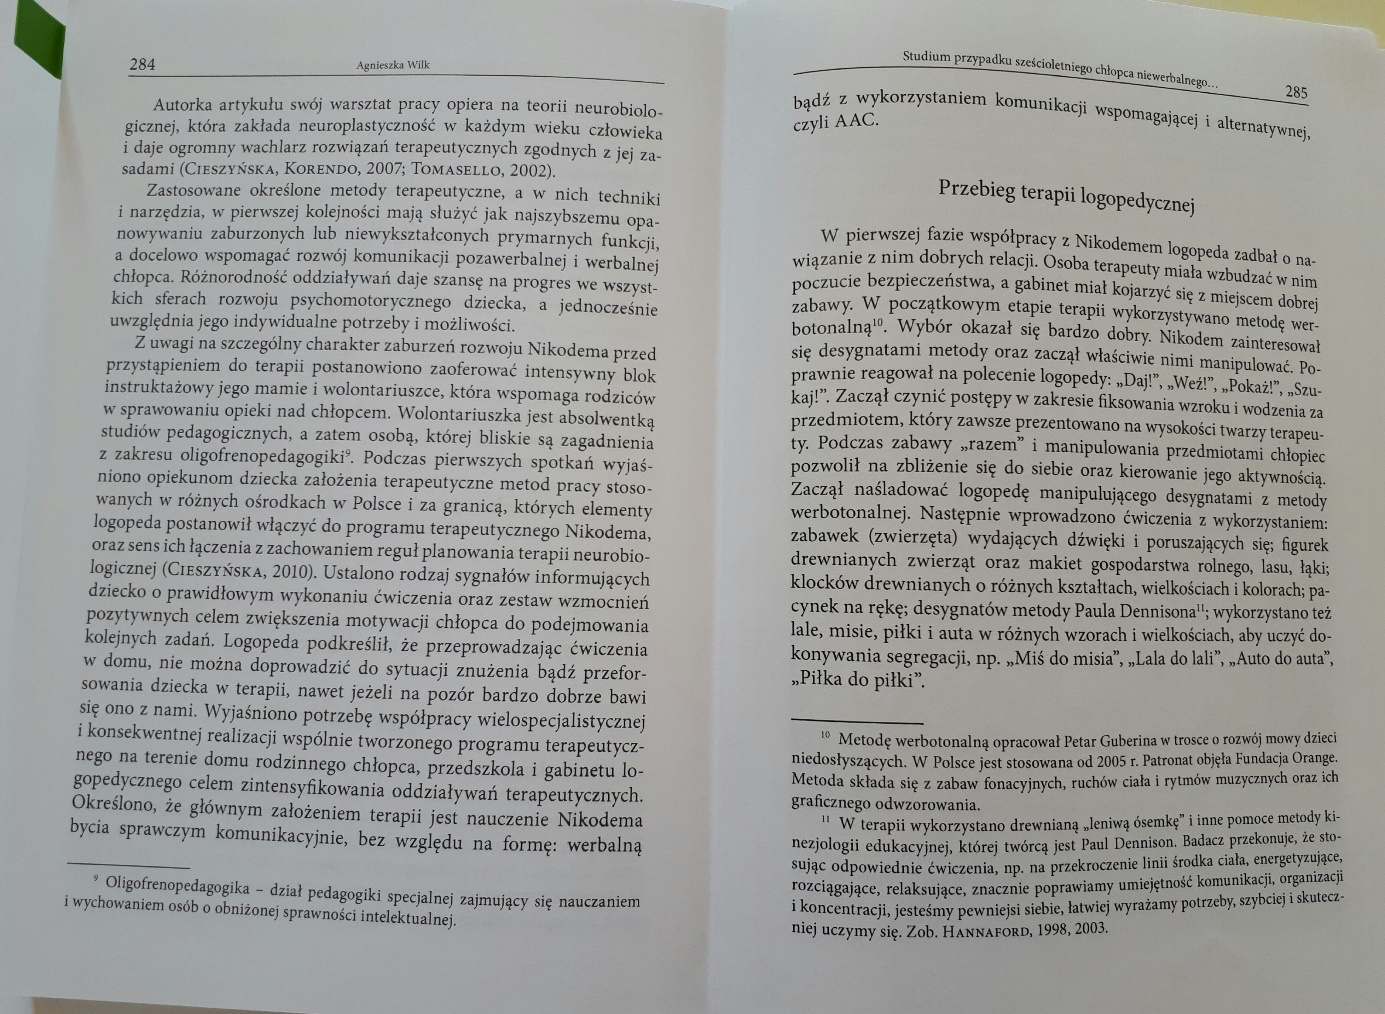 284
Agnieszka Wilk
Autorka artykułu swój warsztat pracy opiera na teorii neurobiolo-
gicznej, która zakłada neuroplastyczność w każdym wieku człowieka
i daje ogromny wachlarz rozwiązań terapeutycznych zgodnych z jej za-
sadami (CIESZYŃSKA, KORENDO, 2007; TOMASELLO, 2002).
Zastosowane określone metody terapeutyczne, a w nich techniki
i narzędzia, w pierwszej kolejności mają służyć jak najszybszemu opa-
nowywaniu zaburzonych lub niewykształconych prymarnych funkcji,
a docelowo wspomagać rozwój komunikacji pozawerbalnej i werbalnej
chłopca. Różnorodność oddziaływań daje szansę na progres we wszyst-
kich sferach rozwoju psychomotorycznego dziecka, a jednocześnie
uwzględnia jego indywidualne potrzeby i możliwości.
Z uwagi na szczególny charakter zaburzeń rozwoju Nikodema przed
przystąpieniem do terapii postanowiono zaoferować intensywny blok
instruktażowy jego mamie i wolontariuszce, która wspomaga rodziców
w sprawowaniu opieki nad chłopcem. Wolontariuszka jest absolwentką
studiów pedagogicznych, a zatem osobą, której bliskie są zagadnienia
z zakresu oligofrenopedagogiki⁹. Podczas pierwszych spotkań wyjaś-
niono opiekunom dziecka założenia terapeutyczne metod pracy stoso-
wanych w różnych ośrodkach w Polsce i za granicą, których elementy
logopeda postanowił włączyć do programu terapeutycznego Nikodema,
oraz sens ich łączenia z zachowaniem reguł planowania terapii neurobio-
logicznej (CIESZYŃSKA, 2010). Ustalono rodzaj sygnałów informujących
dziecko o prawidłowym wykonaniu ćwiczenia oraz zestaw wzmocnień
pozytywnych celem zwiększenia motywacji chłopca do podejmowania
kolejnych zadań. Logopeda podkreślił, że przeprowadzając ćwiczenia
w domu, nie można doprowadzić do sytuacji znużenia bądź przefor-
sowania dziecka w terapii, nawet jeżeli na pozór bardzo dobrze bawi
się ono z nami. Wyjaśniono potrzebę współpracy wielospecjalistycznej
i konsekwentnej realizacji wspólnie tworzonego programu terapeutycz-
nego na terenie domu rodzinnego chłopca, przedszkola i gabinetu lo-
gopedycznego celem zintensyfikowania oddziaływań terapeutycznych.
Określono, że głównym założeniem terapii jest nauczenie Nikodema
bycia sprawczym komunikacyjnie, bez względu na formę: werbalną
⁹ Oligofrenopedagogika – dział pedagogiki specjalnej zajmujący się nauczaniem
i wychowaniem osób o obniżonej sprawności intelektualnej.
Studium przypadku sześcioletniego chłopca niewerbalnego...
285
bądź z wykorzystaniem komunikacji wspomagającej i alternatywnej,
czyli AAC.
Przebieg terapii logopedycznej
W pierwszej fazie współpracy z Nikodemem logopeda zadbał o na-
wiązanie z nim dobrych relacji. Osoba terapeuty miała wzbudzać w nim
poczucie bezpieczeństwa, a gabinet miał kojarzyć się z miejscem dobrej
zabawy. W początkowym etapie terapii wykorzystywano metodę wer-
botonalną¹⁰. Wybór okazał się bardzo dobry. Nikodem zainteresował
się desygnatami metody oraz zaczął właściwie nimi manipulować. Po-
prawnie reagował na polecenie logopedy: „Daj!”, „Weź!”, „Pokaż!”, „Szu-
kaj!”. Zaczął czynić postępy w zakresie fiksowania wzroku i wodzenia za
przedmiotem, który zawsze prezentowano na wysokości twarzy terapeu-
ty. Podczas zabawy „razem” i manipulowania przedmiotami chłopiec
pozwolił na zbliżenie się do siebie oraz kierowanie jego aktywnością.
Zaczął naśladować logopedę manipulującego desygnatami z metody
werbotonalnej. Następnie wprowadzono ćwiczenia z wykorzystaniem:
zabawek (zwierzęta) wydających dźwięki i poruszających się; figurek
drewnianych zwierząt oraz makiet gospodarstwa rolnego, lasu, łąki;
klocków drewnianych o różnych kształtach, wielkościach i kolorach; pa-
cynek na rękę; desygnatów metody Paula Dennisona¹¹; wykorzystano też
lale, misie, piłki i auta w różnych wzorach i wielkościach, aby uczyć do-
konywania segregacji, np. „Miś do misia”, „Lala do lali”, „Auto do auta”,
„Piłka do piłki”.
¹⁰ Metodę werbotonalną opracował Petar Guberina w trosce o rozwój mowy dzieci
niedosłyszących. W Polsce jest stosowana od 2005 r. Patronat objęła Fundacja Orange.
Metoda składa się z zabaw fonacyjnych, ruchów ciała i rytmów muzycznych oraz ich
graficznego odwzorowania.
¹¹ W terapii wykorzystano drewnianą „leniwą ósemkę” i inne pomoce metody ki-
nezjologii edukacyjnej, której twórcą jest Paul Dennison. Badacz przekonuje, że sto-
sując odpowiednie ćwiczenia, np. na przekroczenie linii środka ciała, energetyzujące,
rozciągające, relaksujące, znacznie poprawiamy umiejętność komunikacji, organizacji
i koncentracji, jesteśmy pewniejsi siebie, łatwiej wyrażamy potrzeby, szybciej i skutecz-
niej uczymy się. Zob. HANNAFORD, 1998, 2003.